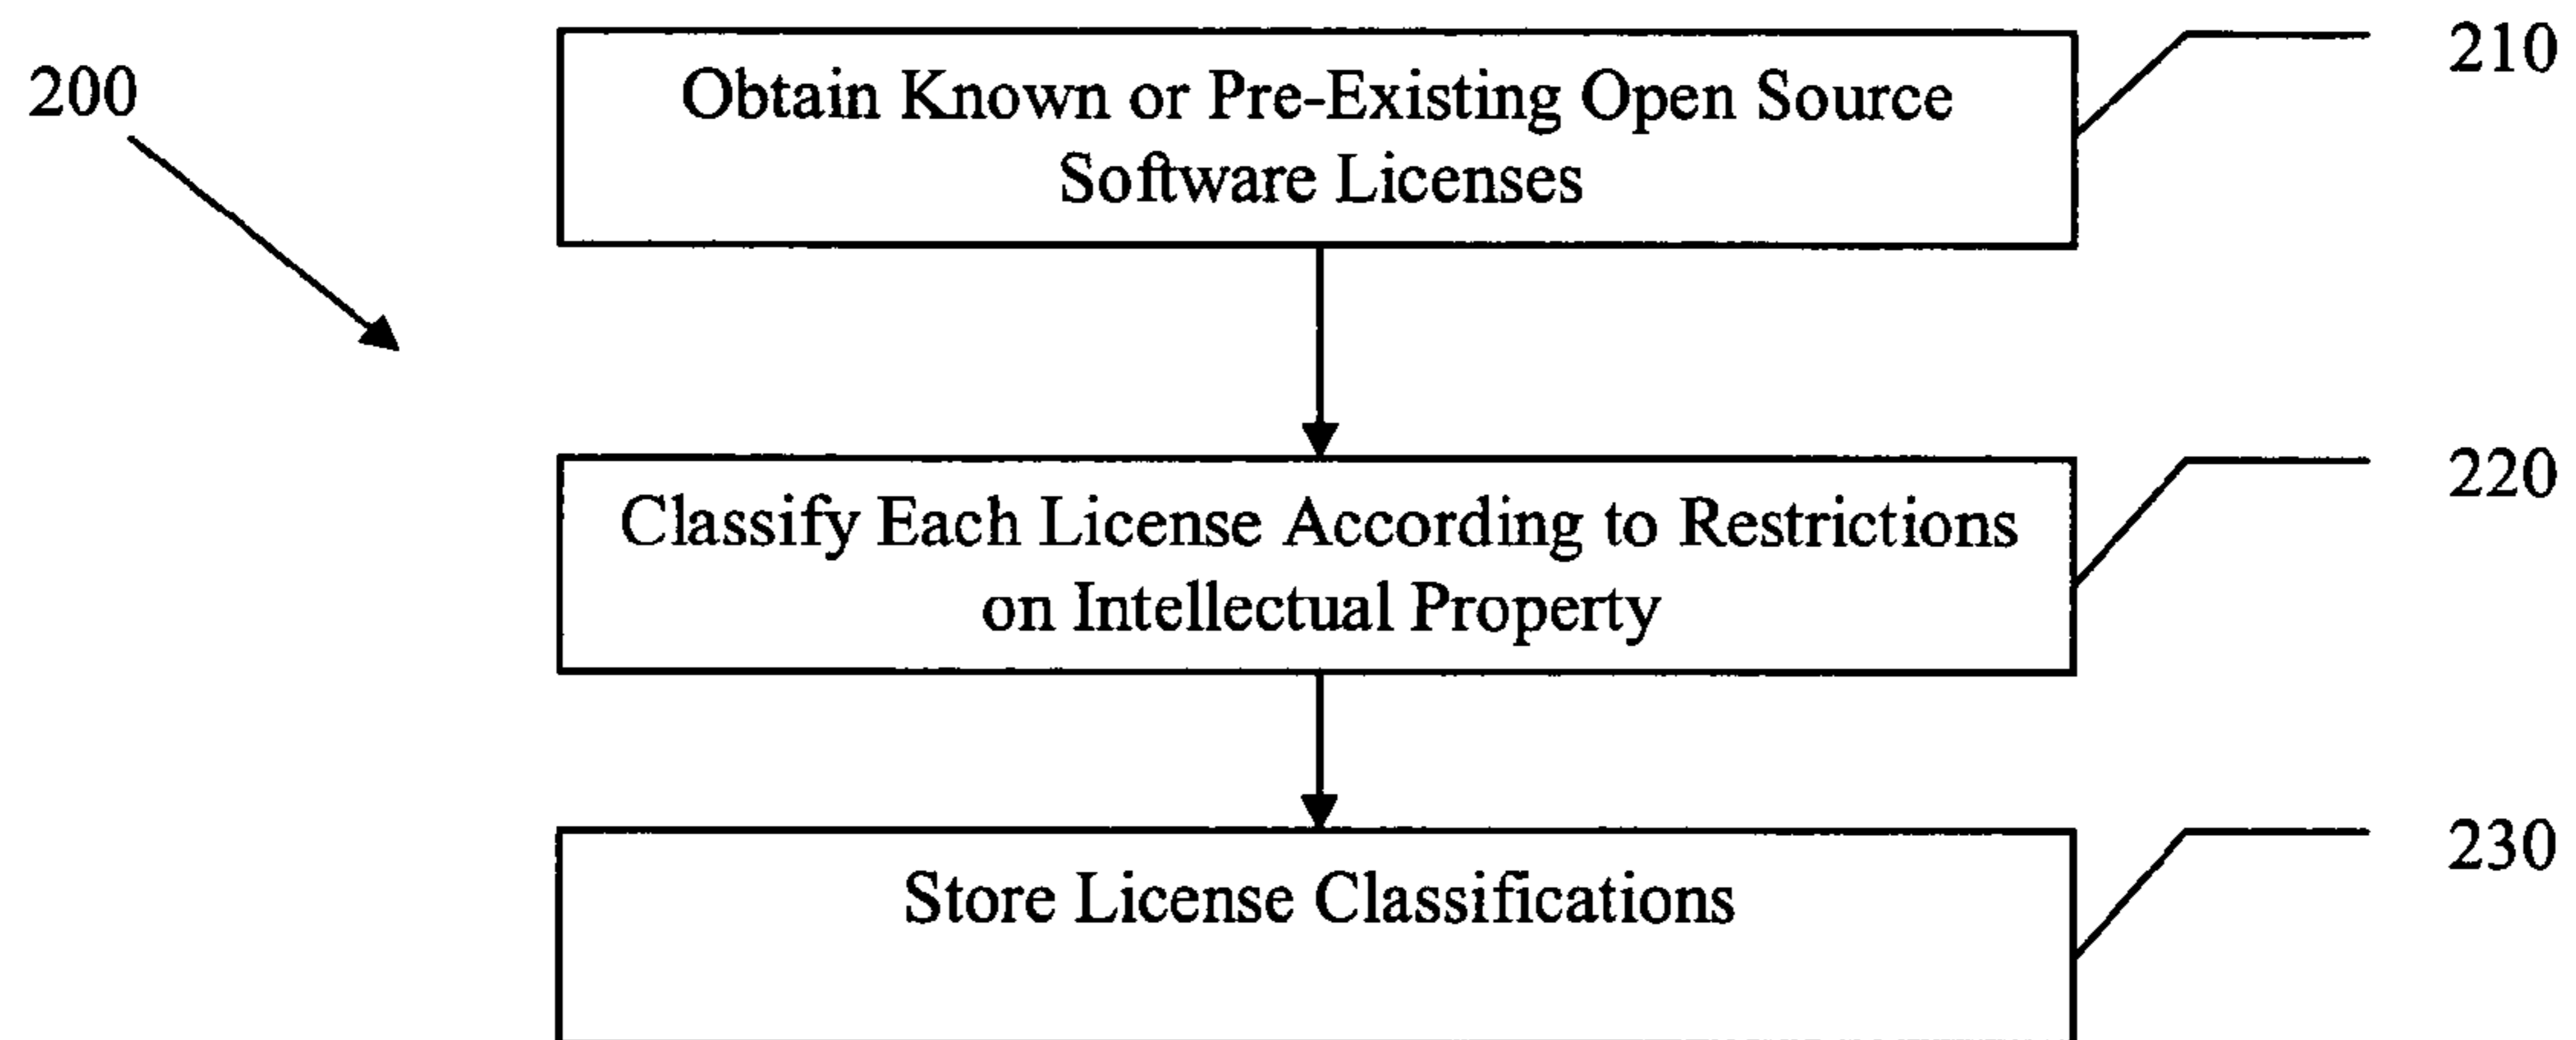 200
Obtain Known or Pre-Existing Open Source
Software Licenses
210
Classify Each License According to Restrictions
on Intellectual Property
220
Store License Classifications
230